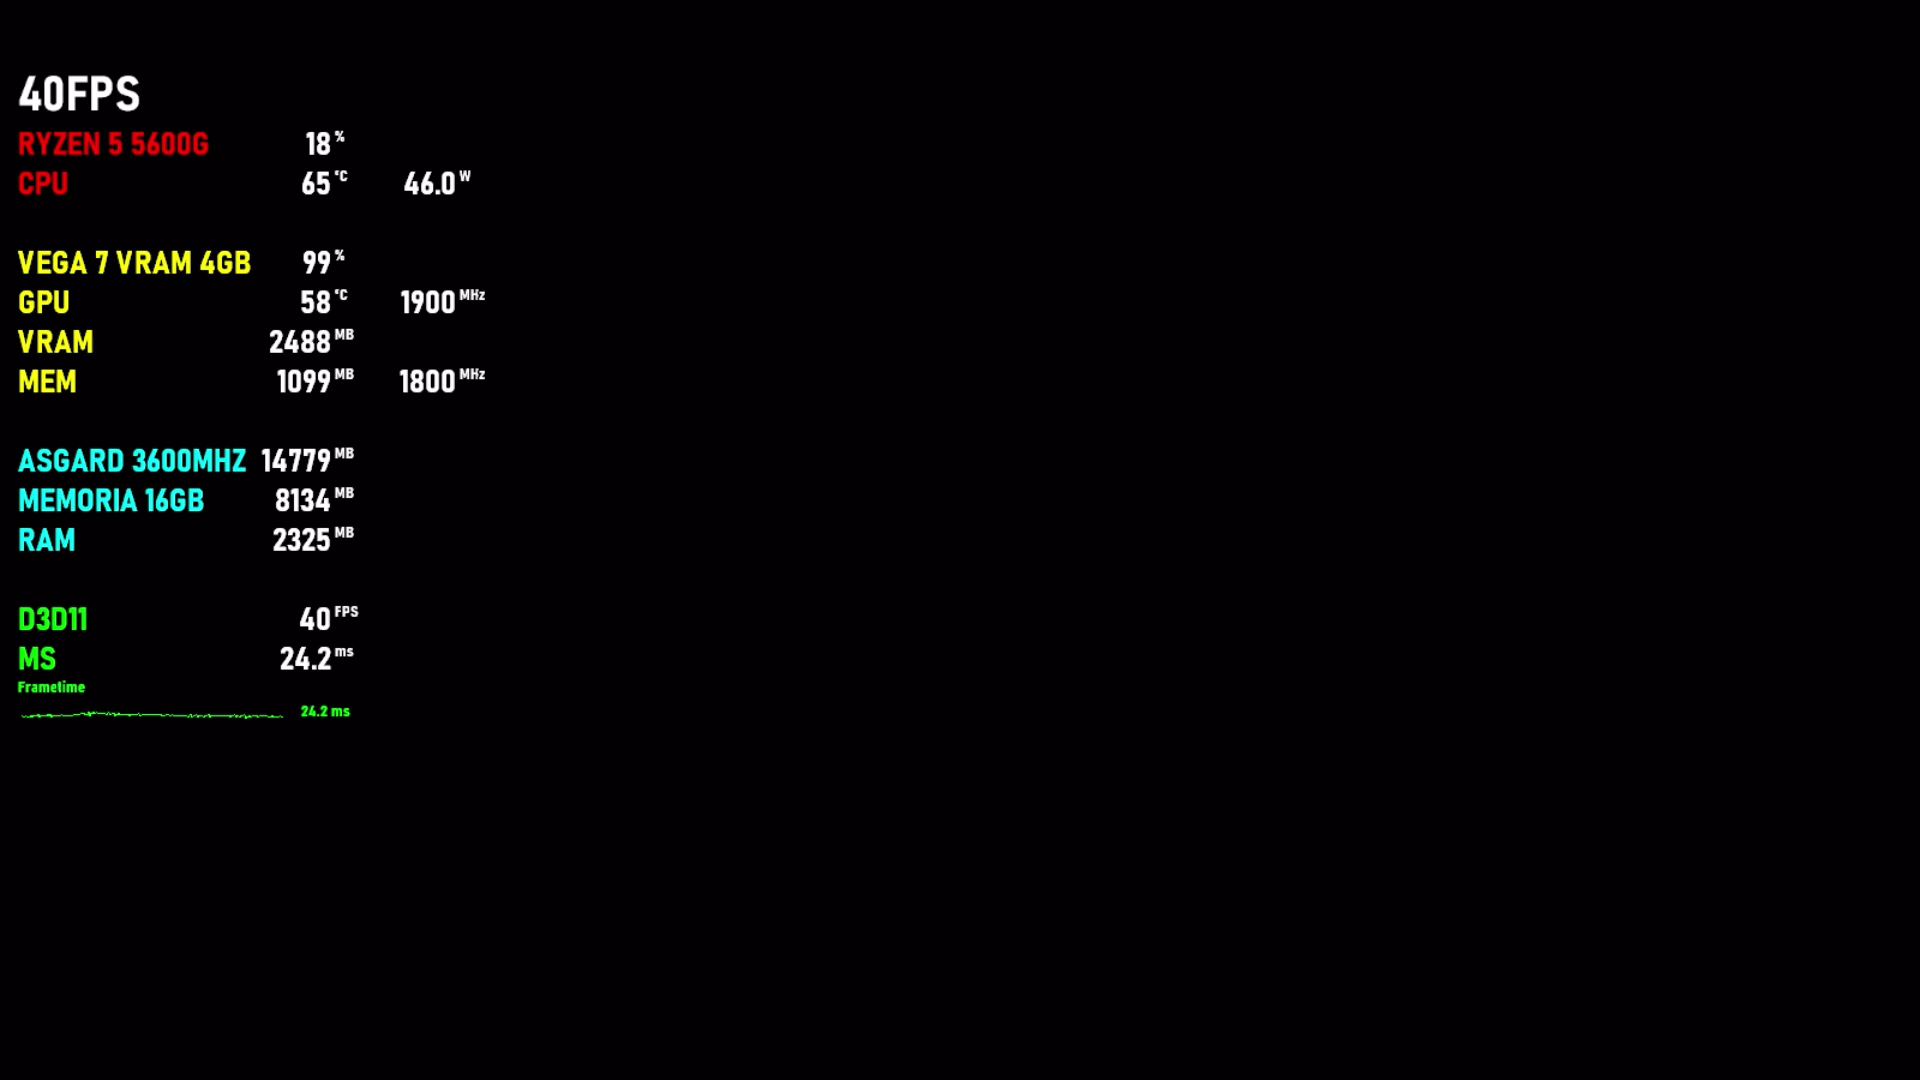 40FPS
RYZEN 5 5600G 18 %
CPU 65 °C 46.0 W
VEGA 7 VRAM 4GB 99 %
GPU 58 °C 1900 MHz
VRAM 2488 MB
MEM 1099 MB 1800 MHz
ASGARD 3600MHZ 14779 MB
MEMORIA 16GB 8134 MB
RAM 2325 MB
D3D11 40 FPS
MS 24.2 ms
Frametime
24.2 ms